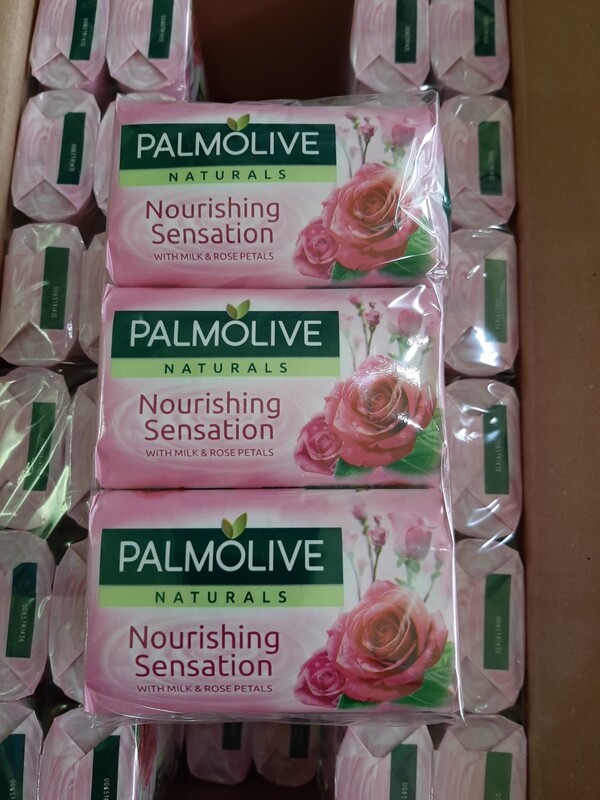 PALMOLIVE
NATURALS
Nourishing
Sensation
WITH MILK & ROSE PETALS
PALMOLIVE
NATURALS
Nourishing
Sensation
WITH MILK & ROSE PETALS
PALMOLIVE
NATURALS
Nourishing
Sensation
WITH MILK & ROSE PETALS